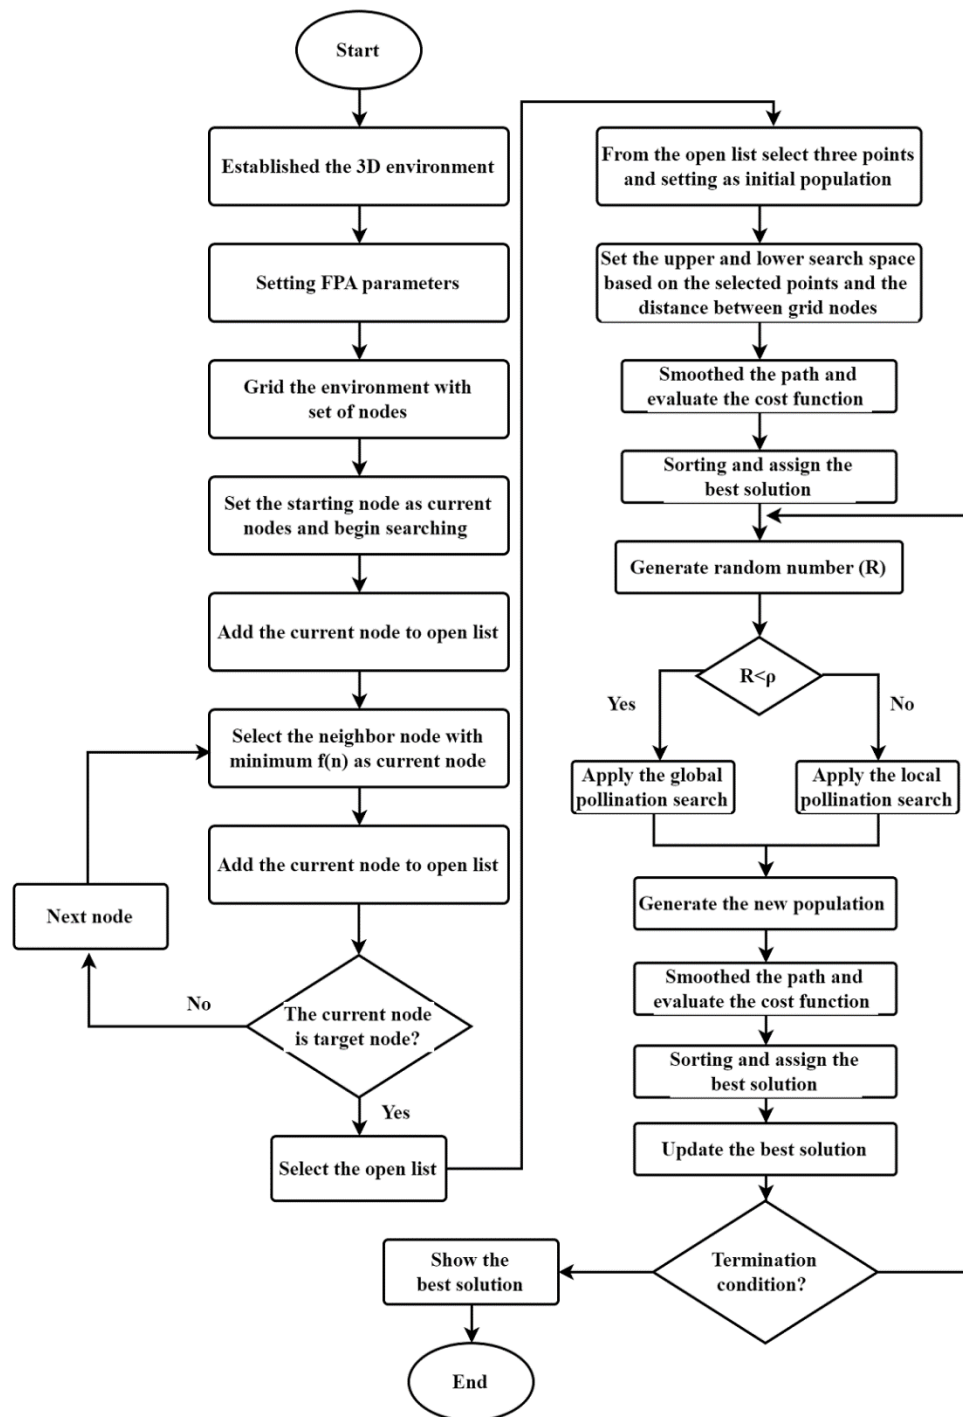 Start
Established the 3D environment
Setting FPA parameters
Grid the environment with
set of nodes
Set the starting node as current
nodes and begin searching
Add the current node to open list
Select the neighbor node with
minimum f(n) as current node
Add the current node to open list
Next node
No
The current node
is target node?
Yes
Select the open list
From the open list select three points
and setting as initial population
Set the upper and lower search space
based on the selected points and the
distance between grid nodes
Smoothed the path and
evaluate the cost function
Sorting and assign the
best solution
Generate random number (R)
R<ρ
Yes
No
Apply the global
pollination search
Apply the local
pollination search
Generate the new population
Smoothed the path and
evaluate the cost function
Sorting and assign the
best solution
Update the best solution
Termination
condition?
Show the
best solution
End